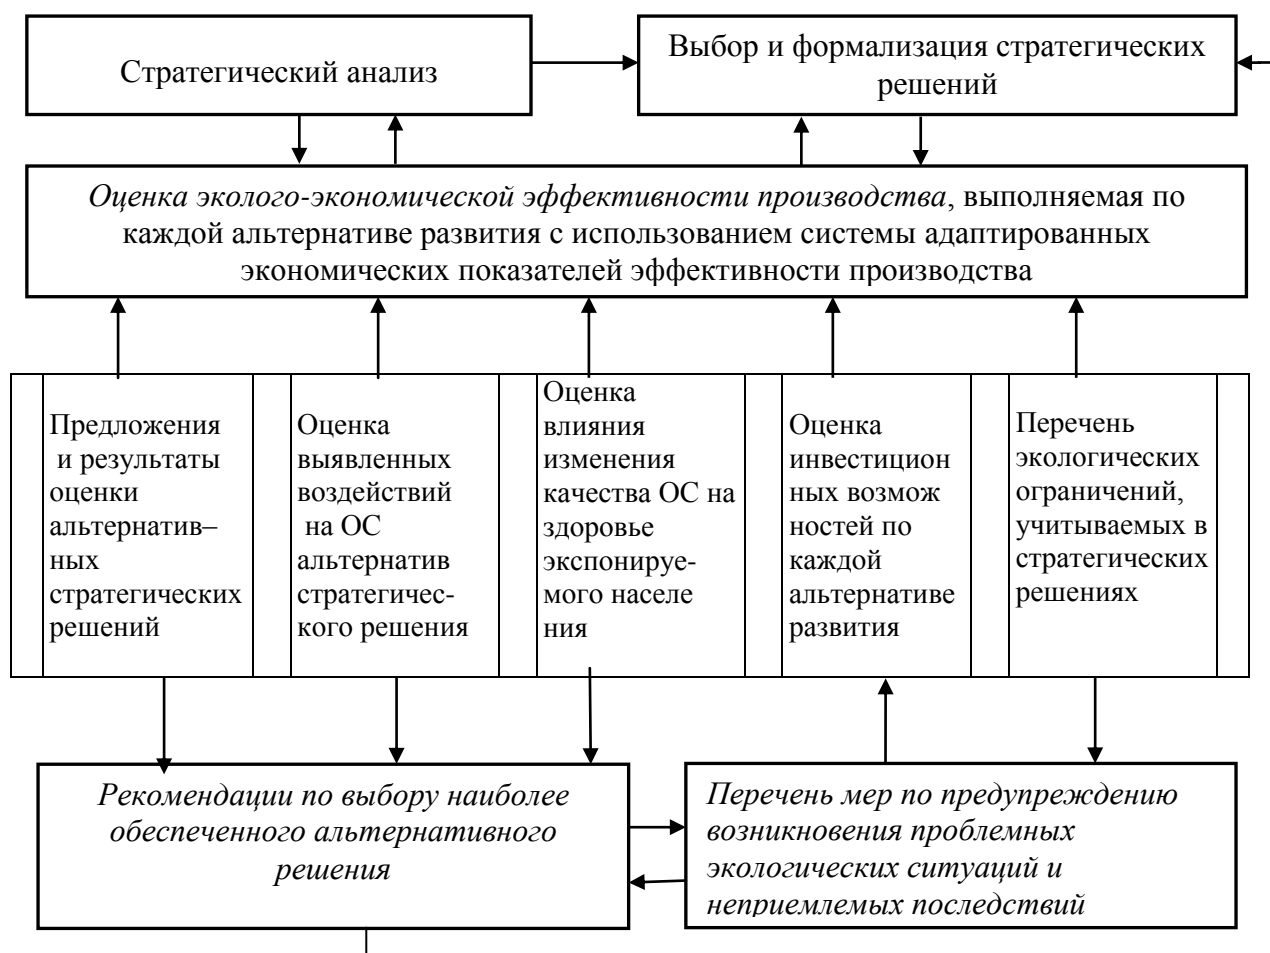 Стратегический анализ
Выбор и формализация стратегических
решений
Оценка эколого-экономической эффективности производства, выполняемая по
каждой альтернативе развития с использованием системы адаптированных
экономических показателей эффективности производства
Предложения
и результаты
оценки
альтернатив–
ных
стратегических
решений
Оценка
выявленных
воздействий
на ОС
альтернатив
стратегичес-
кого решения
Оценка
влияния
изменения
качества ОС на
здоровье
экспонируе-
мого населе
ния
Оценка
инвестицион
ных возмож
ностей по
каждой
альтернативе
развития
Перечень
экологических
ограничений,
учитываемых в
стратегических
решениях
Рекомендации по выбору наиболее
обеспеченного альтернативного
решения
Перечень мер по предупреждению
возникновения проблемных
экологических ситуаций и
неприемлемых последствий